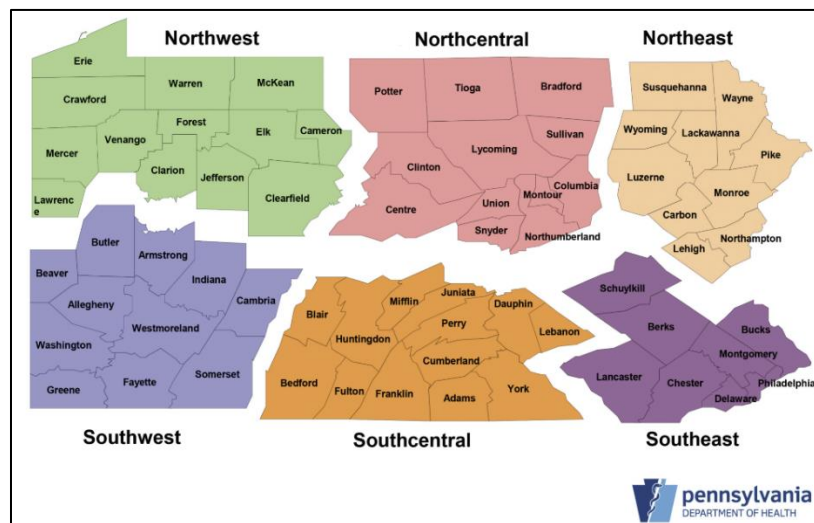 Northwest
Erie
Warren
McKean
Crawford
Forest
Elk
Cameron
Venango
Mercer
Clarion
Jefferson
Clearfield
Lawrenc
e
Northcentral
Potter
Tioga
Bradford
Sullivan
Lycoming
Clinton
Columbia
Montour
Union
Centre
Snyder
Northumberland
Northeast
Susquehanna
Wayne
Wyoming
Lackawanna
Pike
Luzerne
Monroe
Carbon
Northampton
Lehigh
Butler
Armstrong
Beaver
Indiana
Allegheny
Cambria
Westmoreland
Washington
Somerset
Fayette
Greene
Southwest
Juniata
Mifflin
Dauphin
Blair
Perry
Lebanon
Huntingdon
Cumberland
Bedford
Fulton
Franklin
York
Adams
Southcentral
Schuylkill
Berks
Bucks
Montgomery
Lancaster
Chester
Philadelphia
Delaware
Southeast
pennsylvania
DEPARTMENT OF HEALTH